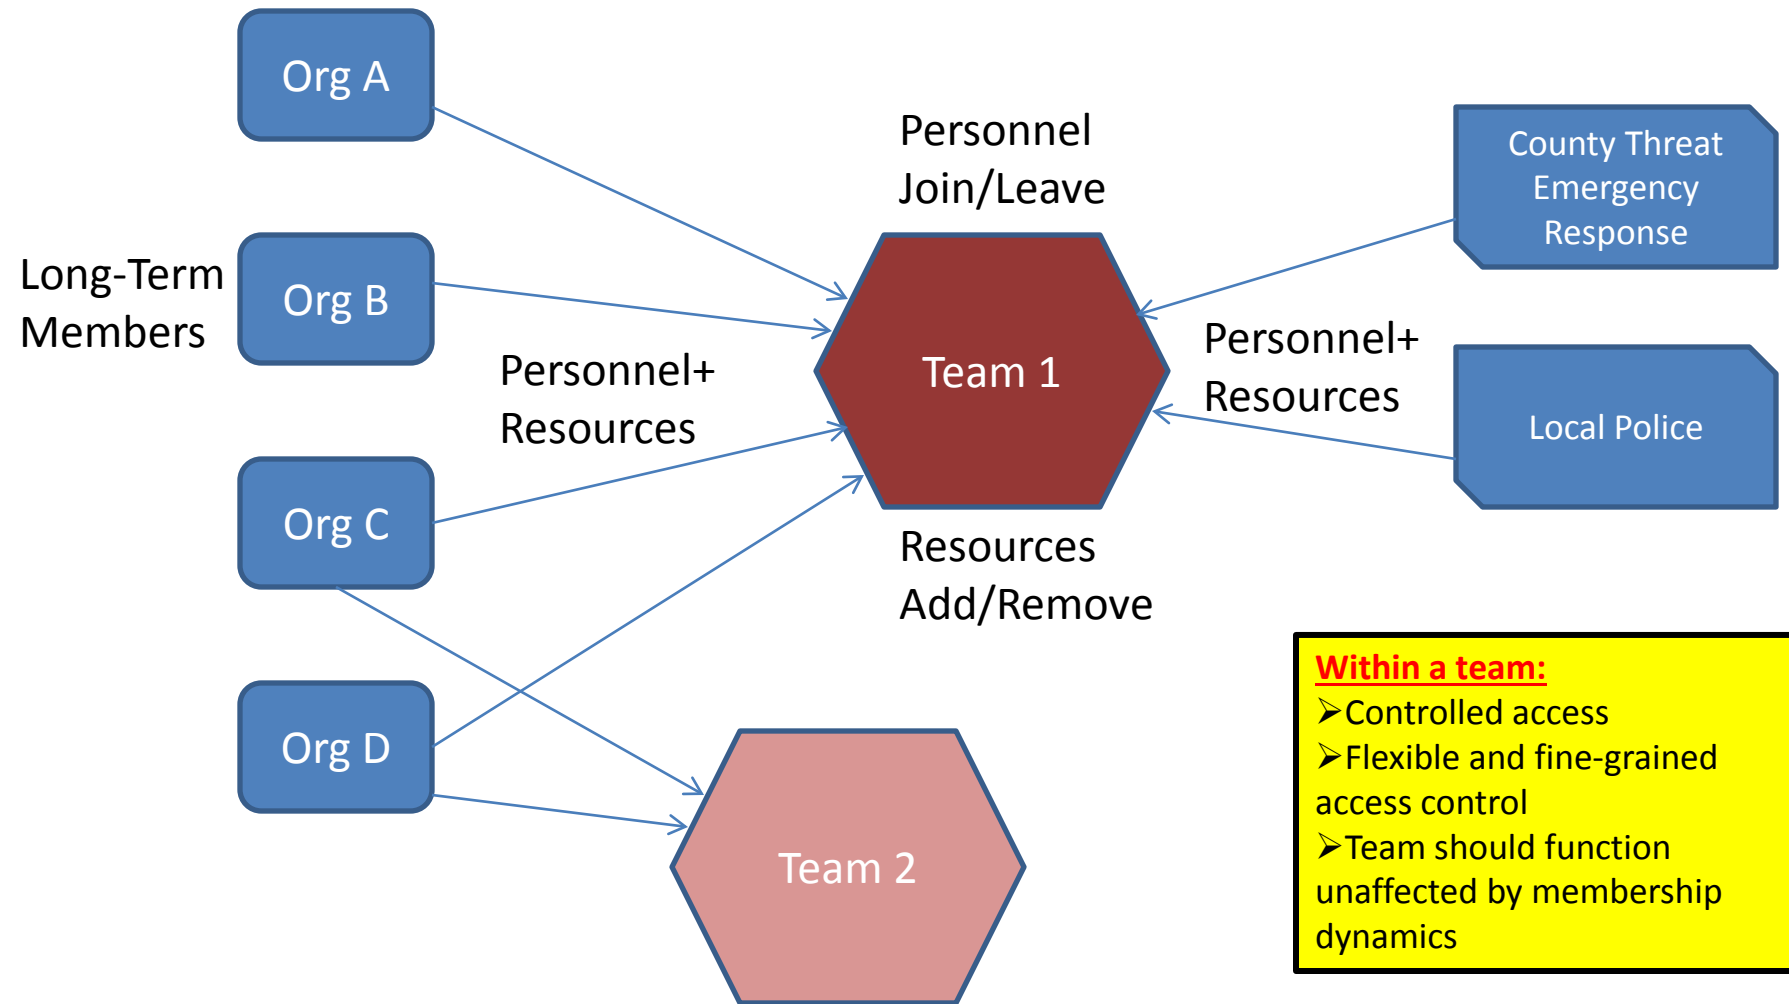 Org A
Personnel
Join/Leave
County Threat
Emergency
Response
Long-Term
Members
Org B
Personnel+
Resources
Team 1
Personnel+
Resources
Local Police
Org C
Resources
Add/Remove
Org D
Team 2
Within a team:
➢Controlled access
➢Flexible and fine-grained
access control
➢Team should function
unaffected by membership
dynamics